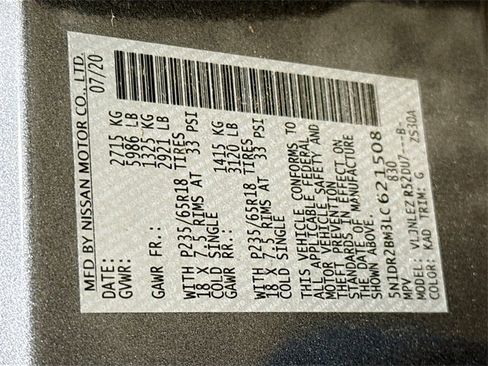 MFD BY NISSAN MOTOR CO., LTD.
DATE: 07/20
GVWR: 2715 KG
5986 LB
GAWR FR.: 1325 KG
2921 LB
WITH P235/65R18 TIRES
18 X 7.5 RIMS AT 33 PSI
COLD SINGLE
GAWR RR.: 1415 KG
3120 LB
WITH P235/65R18 TIRES
18 X 7.5 RIMS AT 33 PSI
COLD SINGLE
THIS VEHICLE CONFORMS TO
ALL APPLICABLE FEDERAL
MOTOR VEHICLE SAFETY AND
THEFT PREVENTION
STANDARDS IN EFFECT ON
THE DATE OF MANUFACTURE
SHOWN ABOVE.
5N1DR2BM3LC621508
MPV 830
MODEL: VLJNLEZ R52DU7---B-
COLOR: KAD TRIM: G ZS30A